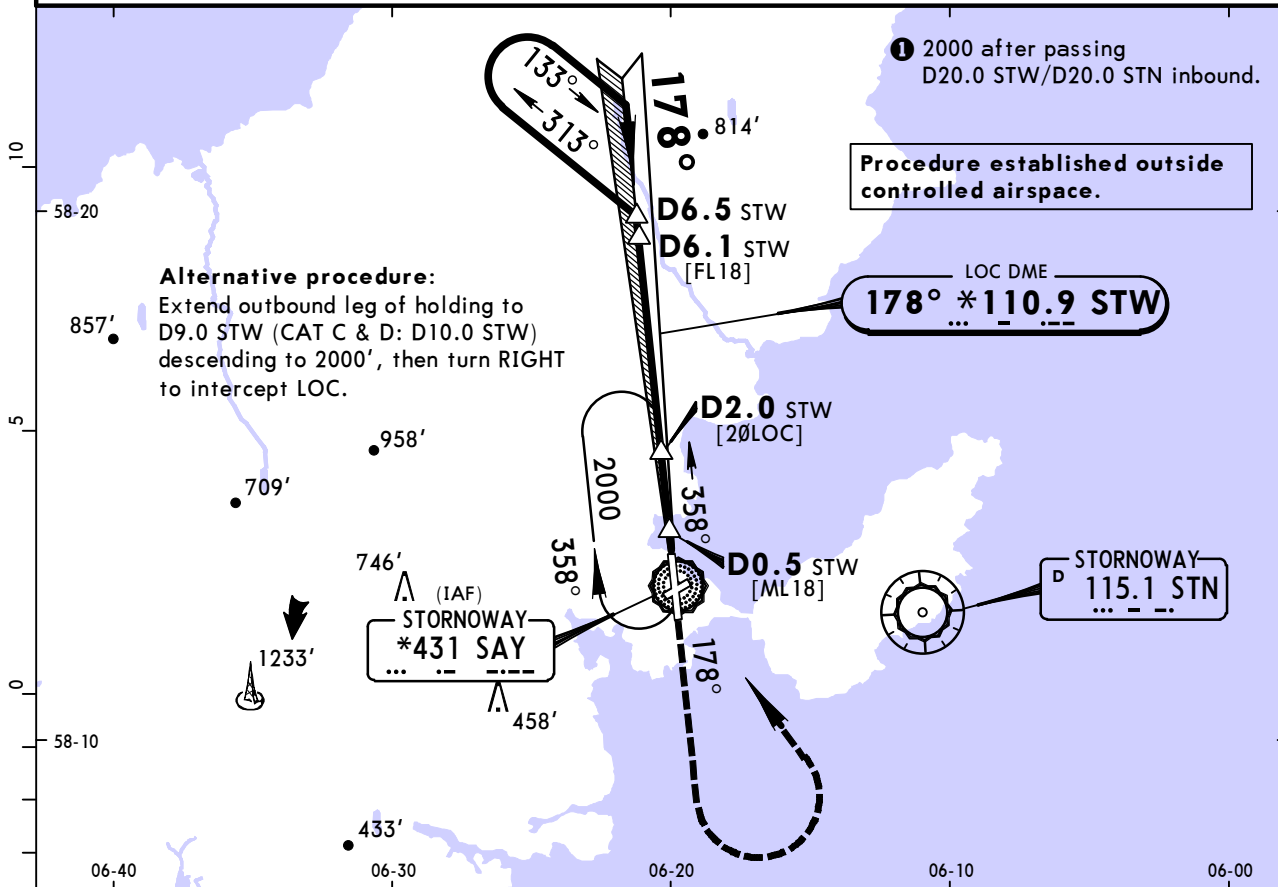 ❶ 2000 after passing
D20.0 STW/D20.0 STN inbound.
133°
313°
178°
814'
Procedure established outside
controlled airspace.
10
58-20
D6.5 STW
D6.1 STW
[FL18]
LOC DME
178° *110.9 STW
Alternative procedure:
Extend outbound leg of holding to
D9.0 STW (CAT C & D: D10.0 STW)
descending to 2000', then turn RIGHT
to intercept LOC.
857'
5
D2.0 STW
[20LOC]
958'
2000
709'
358°
358°
D0.5 STW
[ML18]
746'
(IAF)
STORNOWAY
*431 SAY
STORNOWAY
D 115.1 STN
1233'
178°
0
458'
58-10
433'
06-40
06-30
06-20
06-10
06-00